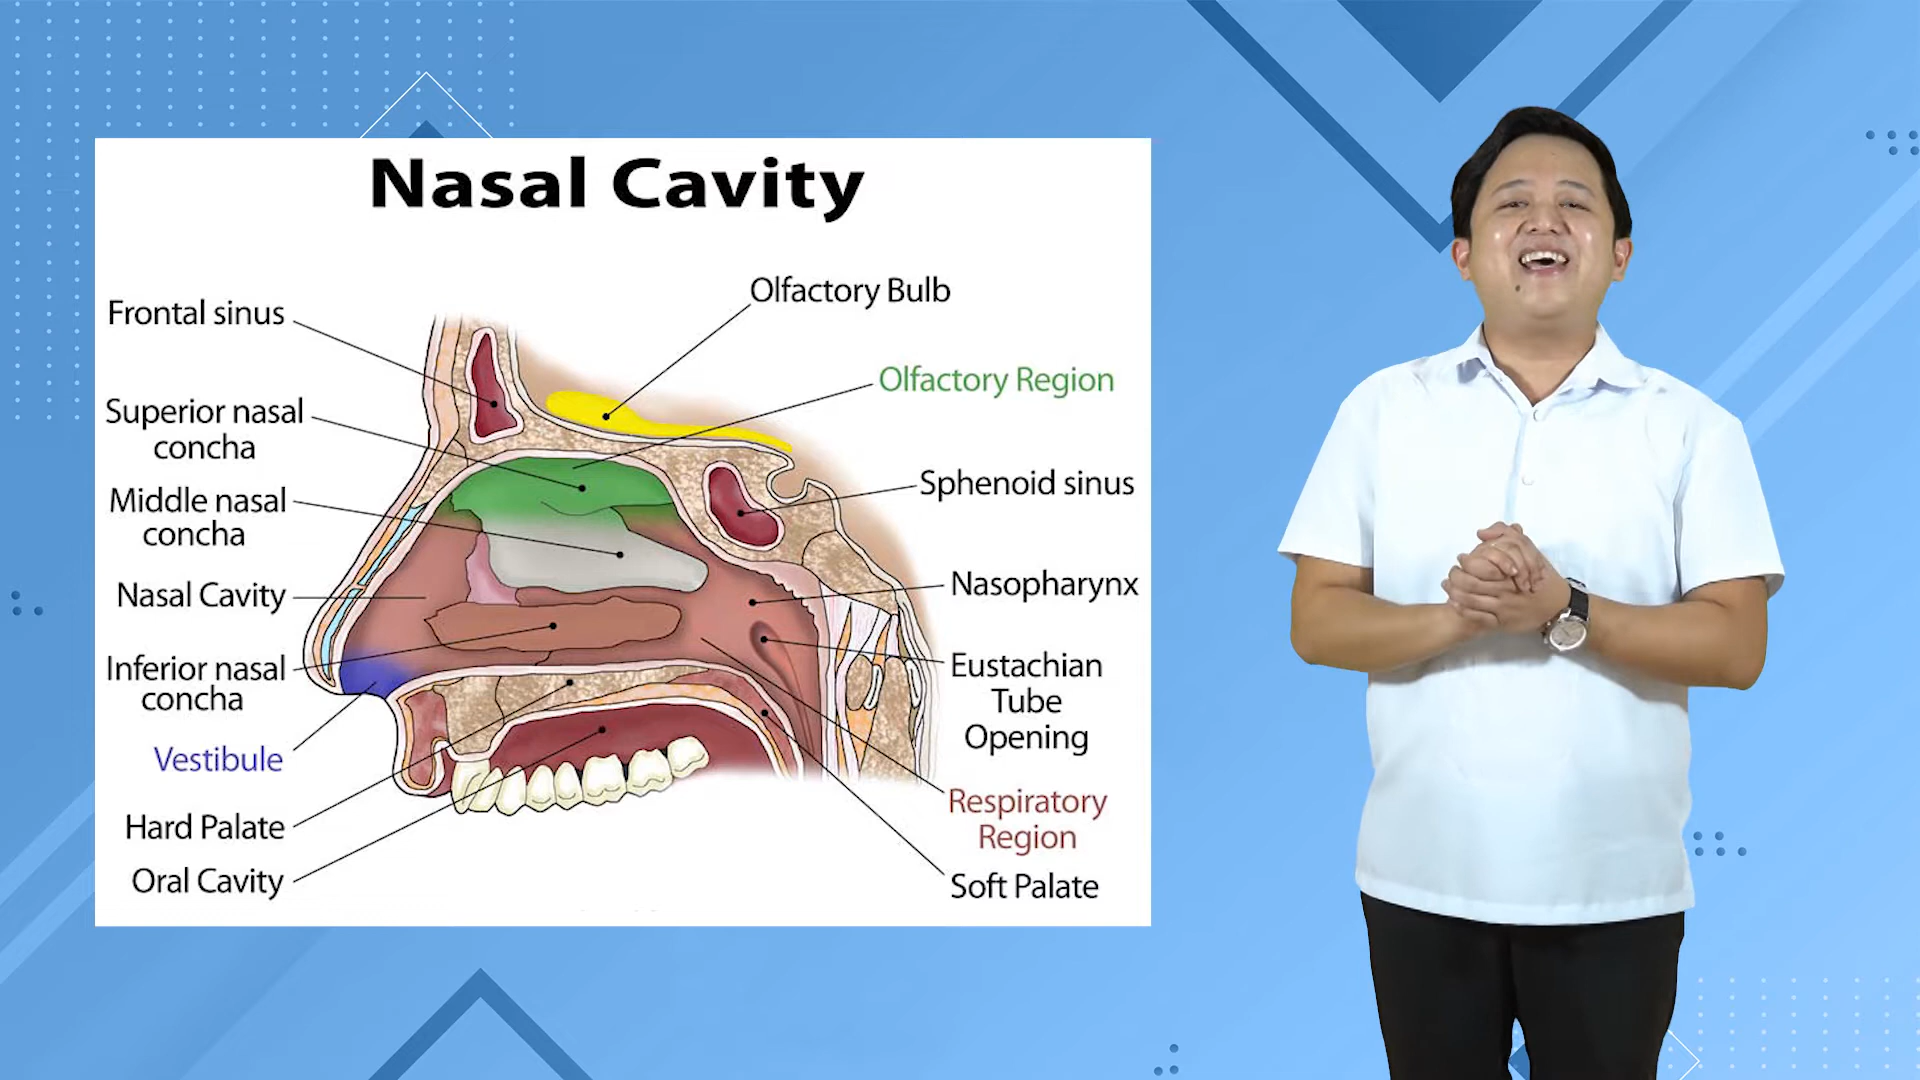 Nasal Cavity
Frontal sinus
Superior nasal
concha
Middle nasal
concha
Nasal Cavity
Inferior nasal
concha
Vestibule
Hard Palate
Oral Cavity
Olfactory Bulb
Olfactory Region
Sphenoid sinus
Nasopharynx
Eustachian
Tube
Opening
Respiratory
Region
Soft Palate